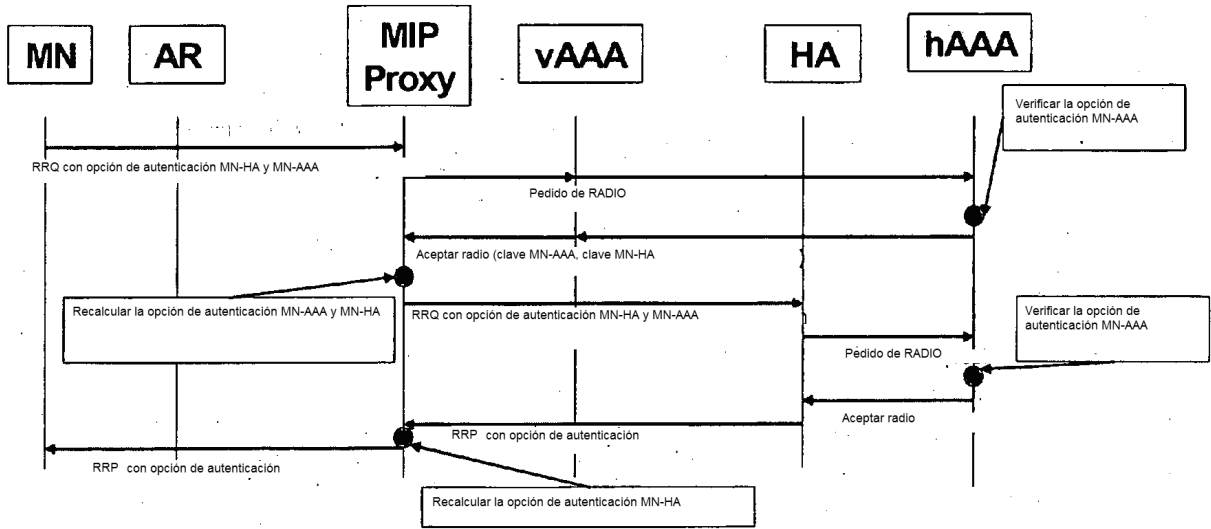 MN
AR
MIP
Proxy
vAAA
HA
hAAA
Verificar la opción de
autenticación MN-AAA
RRQ con opción de autenticación MN-HA y MN-AAA
Pedido de RADIO
Aceptar radio (clave MN-AAA, clave MN-HA
Recalcular la opción de autenticación MN-AAA y MN-HA
RRQ con opción de autenticación MN-HA y MN-AAA
Verificar la opción de
autenticación MN-AAA
Pedido de RADIO
Aceptar radio
RRP con opción de autenticación
RRP con opción de autenticación
Recalcular la opción de autenticación MN-HA